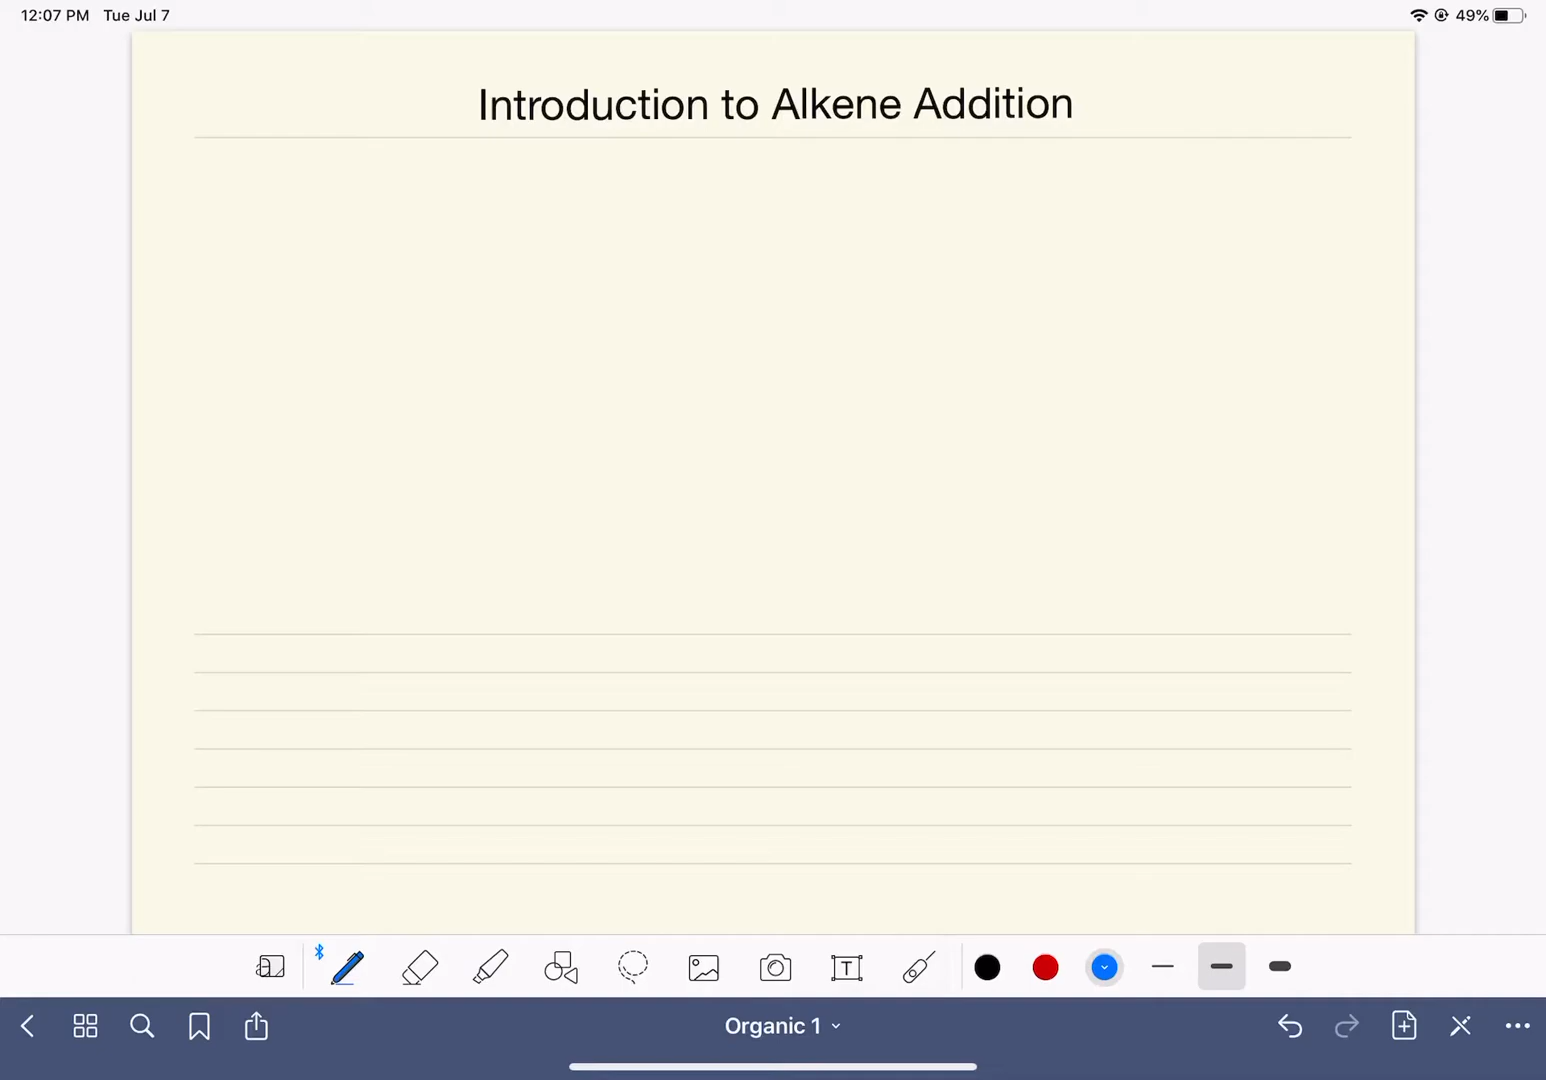 12:07 PM Tue Jul 7
49%
Introduction to Alkene Addition
T
Organic 1